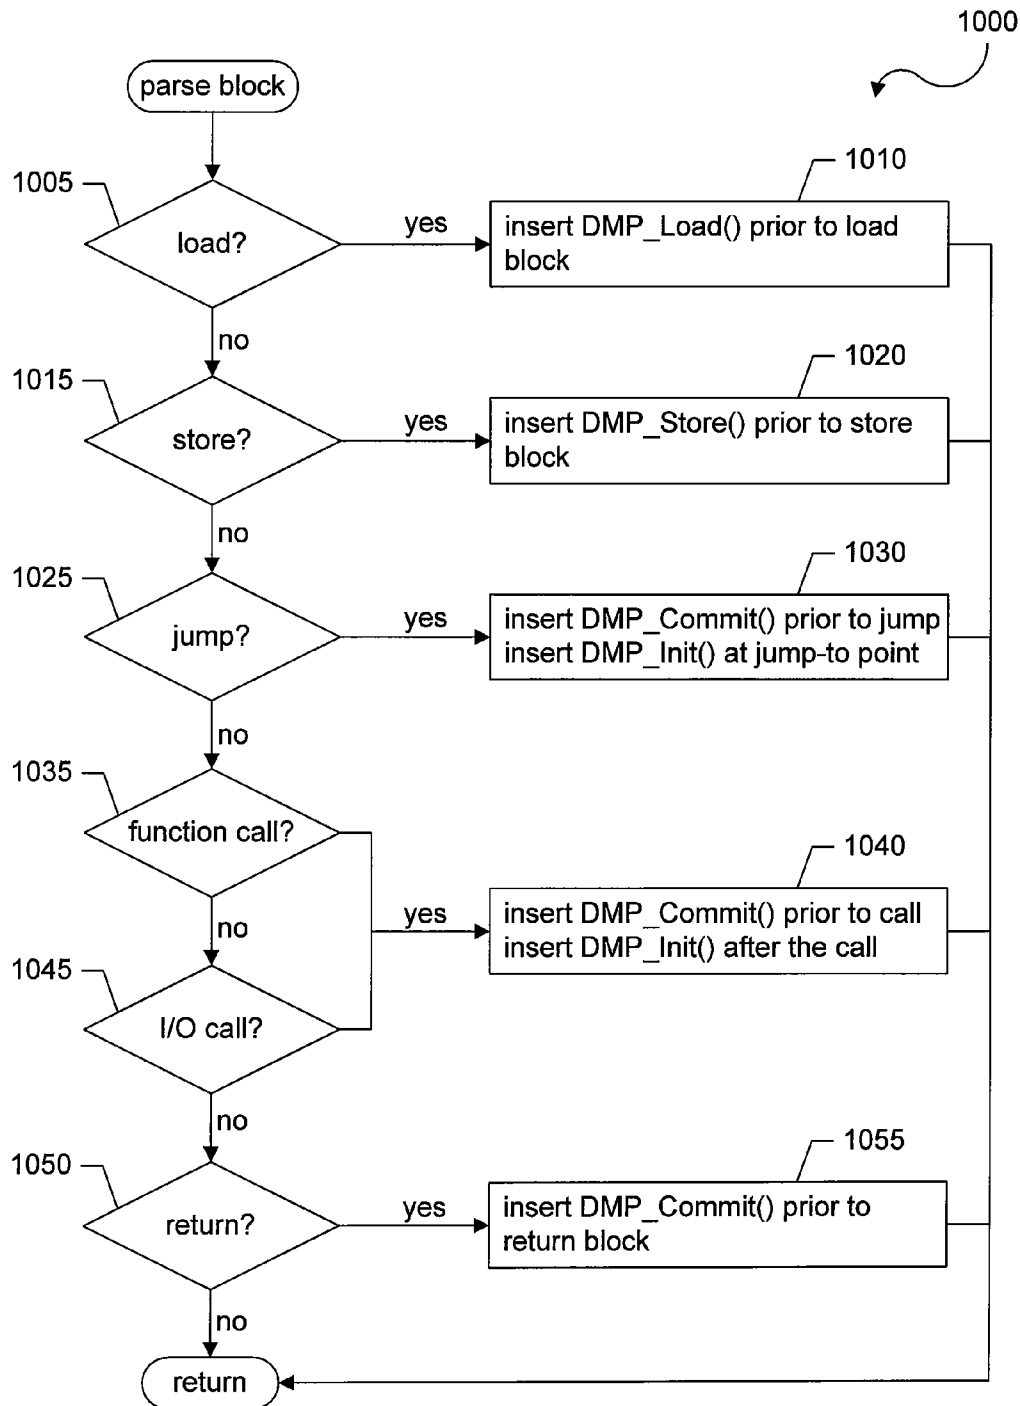 1000
parse block
1005
load?
yes
1010
insert DMP_Load() prior to load
block
no
1015
store?
yes
1020
insert DMP_Store() prior to store
block
no
1025
jump?
yes
1030
insert DMP_Commit() prior to jump
insert DMP_Init() at jump-to point
no
1035
function call?
yes
1040
insert DMP_Commit() prior to call
insert DMP_Init() after the call
no
1045
I/O call?
no
1050
return?
yes
1055
insert DMP_Commit() prior to
return block
no
return